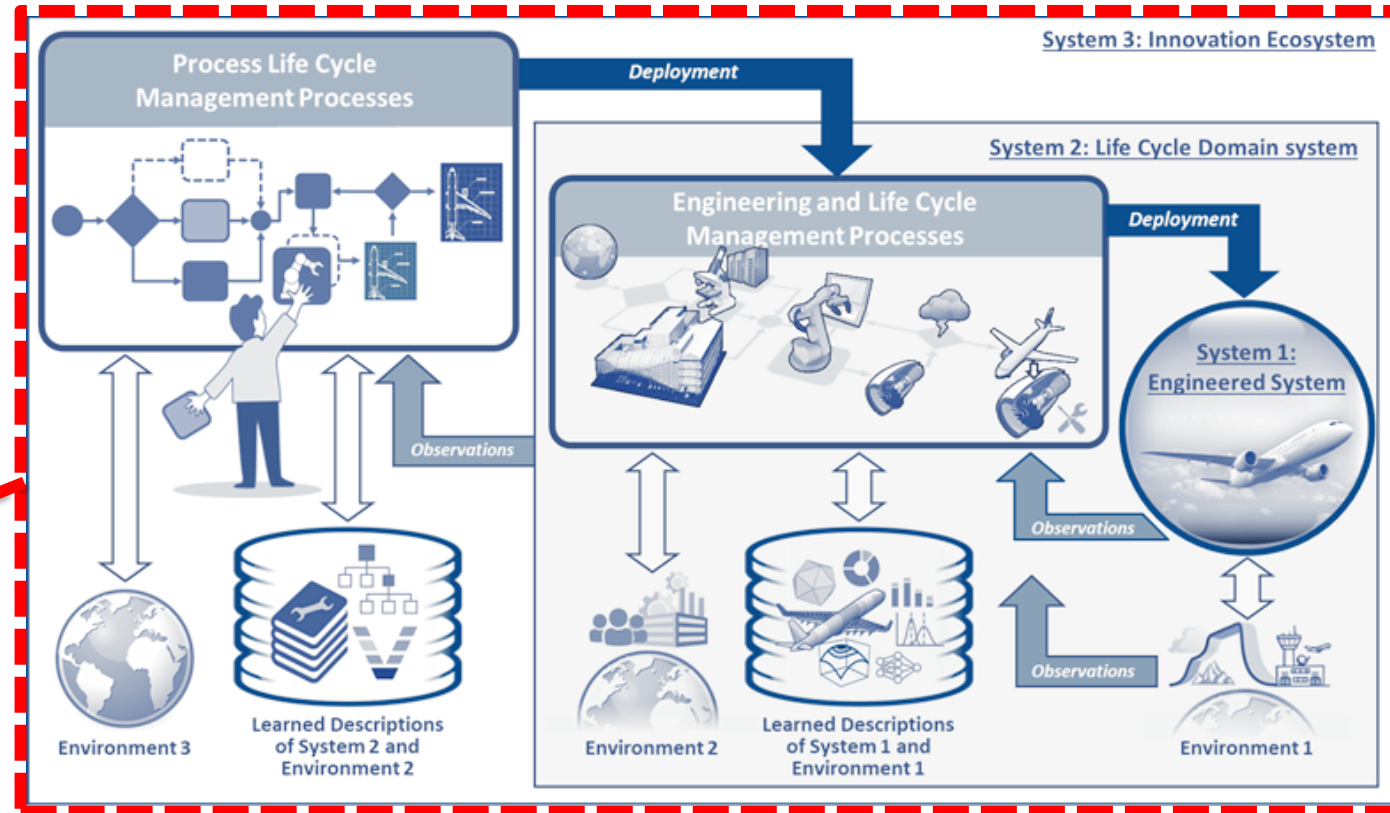 System 3: Innovation Ecosystem
Process Life Cycle
Management Processes
Deployment
System 2: Life Cycle Domain system
Engineering and Life Cycle
Management Processes
Deployment
System 1:
Engineered System
Observations
Observations
Observations
Environment 3
Learned Descriptions
of System 2 and
Environment 2
Environment 2
Learned Descriptions
of System 1 and
Environment 1
Environment 1